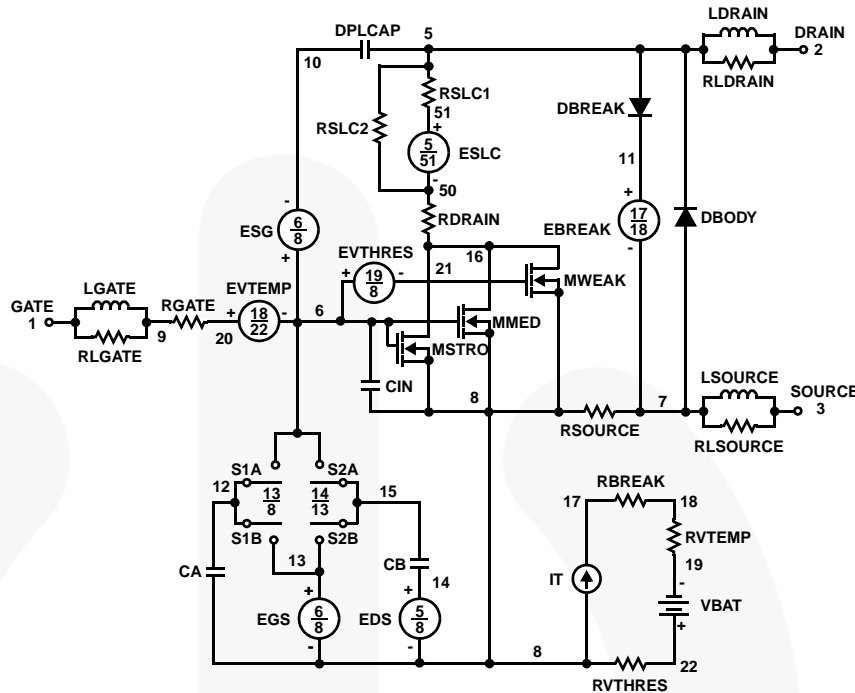 LDRAIN
DPLCAP 5 DRAIN
10 2
RLDRAIN
RSLC1
DBREAK
51
RSLC2
+
5
51
ESLC
11
-
50
-
+
17
18
DBODY
RDRAIN
6
8
ESG
EBREAK
EVTHRES
+
16
-
+ 19
8
- 21
MWEAK
LGATE
EVTEMP
GATE
1
RGATE
+ 18
22
- 6
MMED
9 20
RLGATE
MSTRO
LSOURCE
CIN
8 7
SOURCE
3
RSOURCE
RLSOURCE
S1A S2A
12
13
8
14
13
15
RBREAK
17 18
S1B S2B
RVTEMP
13
CA CB
19
IT
14
-
+ +
VBAT
EGS
6
8
EDS
5
8
+
- -
8
22
RVTHRES